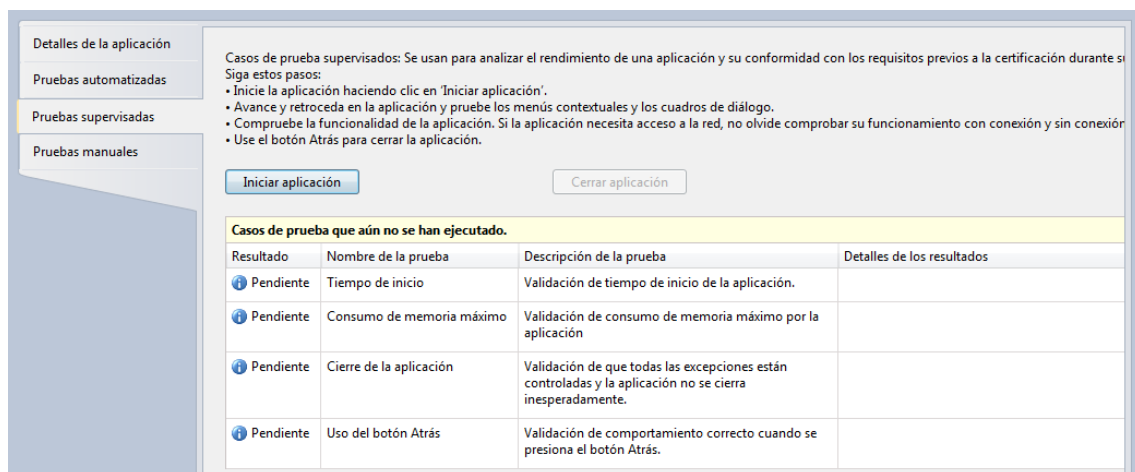 Detalles de la aplicación
Pruebas automatizadas
Pruebas supervisadas
Pruebas manuales
Casos de prueba supervisados: Se usan para analizar el rendimiento de una aplicación y su conformidad con los requisitos previos a la certificación durante
Siga estos pasos:
• Inicie la aplicación haciendo clic en 'Iniciar aplicación'.
• Avance y retroceda en la aplicación y pruebe los menús contextuales y los cuadros de diálogo.
• Compruebe la funcionalidad de la aplicación. Si la aplicación necesita acceso a la red, no olvide comprobar su funcionamiento con conexión y sin conexión
• Use el botón Atrás para cerrar la aplicación.
Iniciar aplicación Cerrar aplicación
Casos de prueba que aún no se han ejecutado.
Resultado Nombre de la prueba Descripción de la prueba Detalles de los resultados
Pendiente Tiempo de inicio Validación de tiempo de inicio de la aplicación.
Pendiente Consumo de memoria máximo Validación de consumo de memoria máximo por la
aplicación
Pendiente Cierre de la aplicación Validación de que todas las excepciones están
controladas y la aplicación no se cierra
inesperadamente.
Pendiente Uso del botón Atrás Validación de comportamiento correcto cuando se
presiona el botón Atrás.